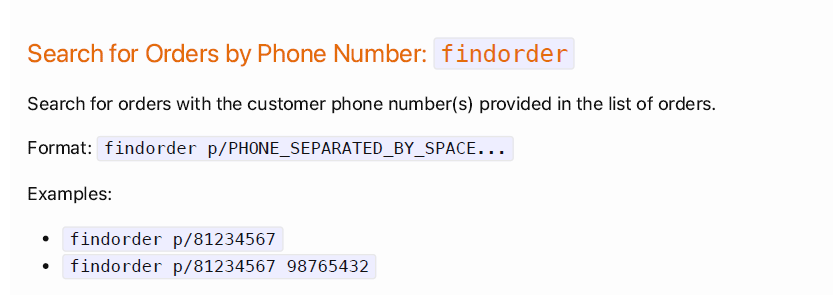 Search for Orders by Phone Number: findorder
Search for orders with the customer phone number(s) provided in the list of orders.
Format: findorder p/PHONE_SEPARATED_BY_SPACE...
Examples:
• findorder p/81234567
• findorder p/81234567 98765432